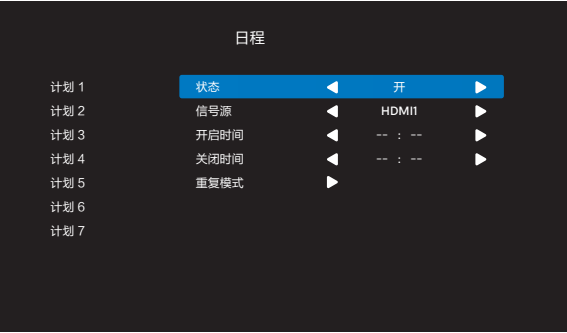 日程
计划 1 状态 开
计划 2 信号源 HDMI1
计划 3 开启时间 -- : --
计划 4 关闭时间 -- : --
计划 5 重复模式
计划 6
计划 7